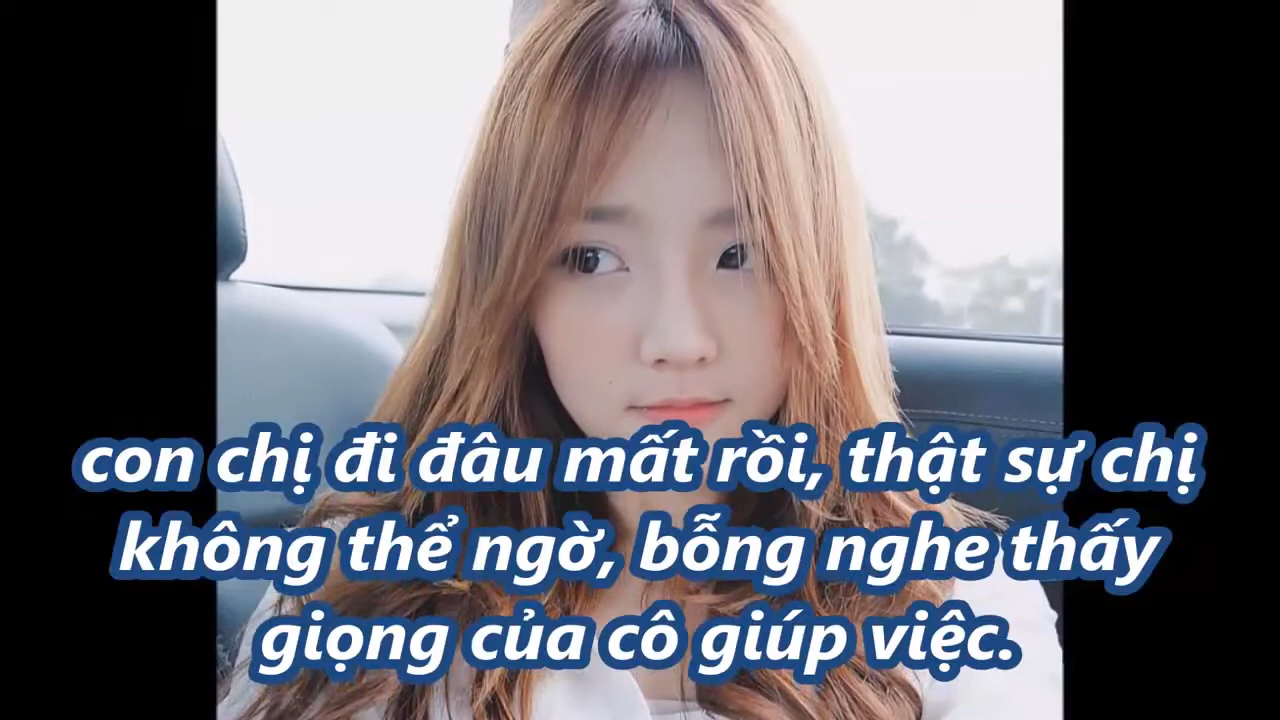 con chị đi đâu mất rồi, thật sự chị
không thể ngờ, bỗng nghe thấy
giọng của cô giúp việc.